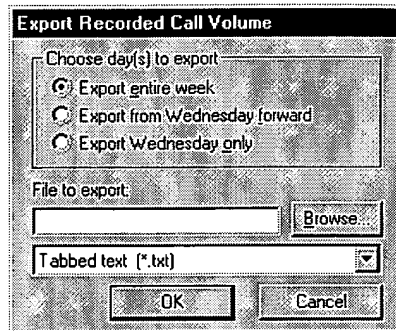 Export Recorded Call Volume
Choose day(s) to export
Export entire week
Export from Wednesday forward
Export Wednesday only
File to export:
Browse...
Tabbed text (*.txt)
OK
Cancel